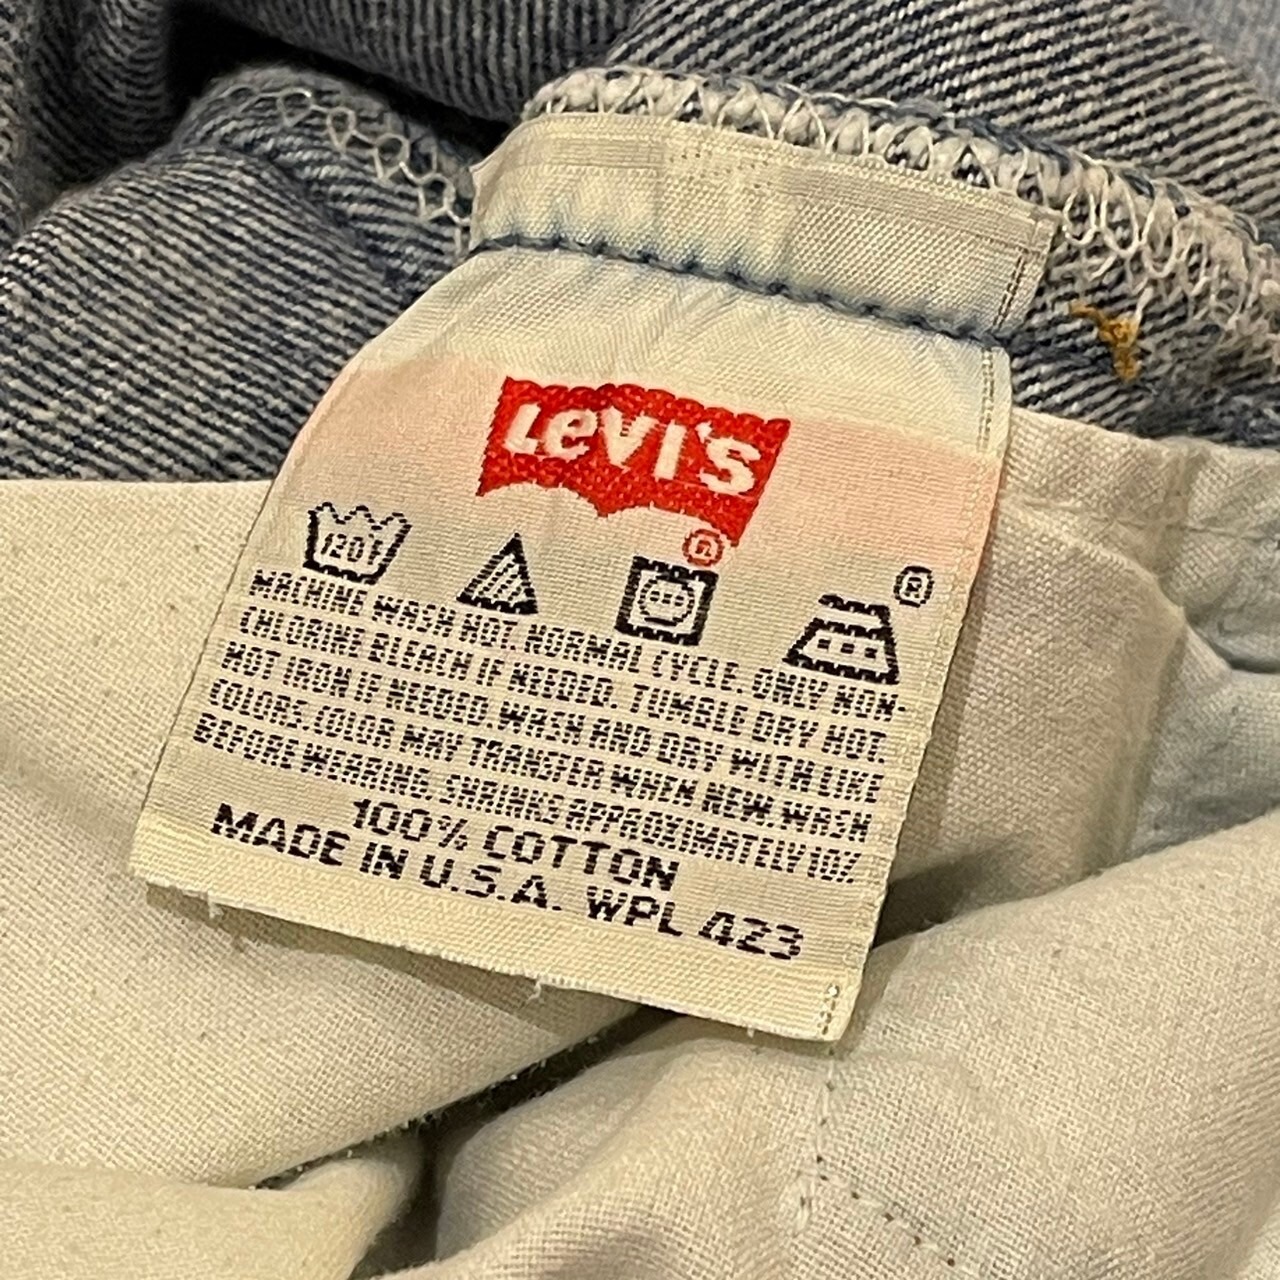 Levi's
®
®
120F
MACHINE WASH HOT. NORMAL CYCLE. ONLY NON-
CHLORINE BLEACH IF NEEDED. TUMBLE DRY HOT.
HOT IRON IF NEEDED. WASH AND DRY WITH LIKE
COLORS. COLOR MAY TRANSFER WHEN NEW. WASH
BEFORE WEARING. SHRINKS APPROXIMATELY 10%
100% COTTON
MADE IN U.S.A. WPL 423